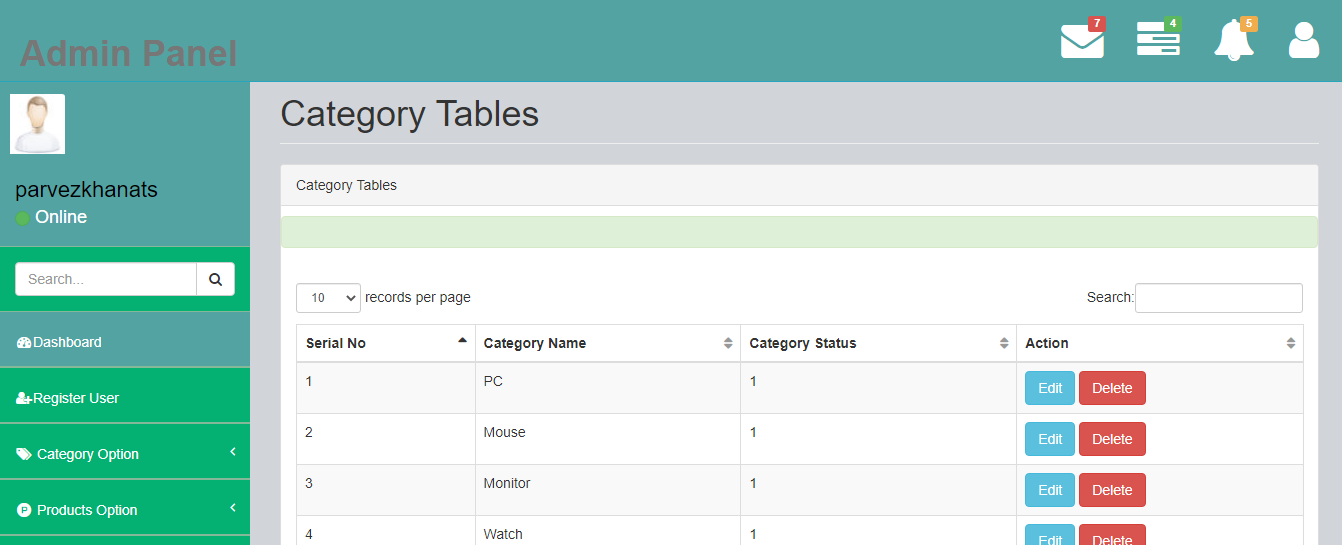 Admin Panel
7
4
5
parvezkhanats
Online
Search...
Dashboard
Register User
Category Option
P Products Option
Category Tables
Category Tables
10 records per page
Search:
Serial No Category Name Category Status Action
1 PC 1 Edit Delete
2 Mouse 1 Edit Delete
3 Monitor 1 Edit Delete
4 Watch 1 Edit Delete